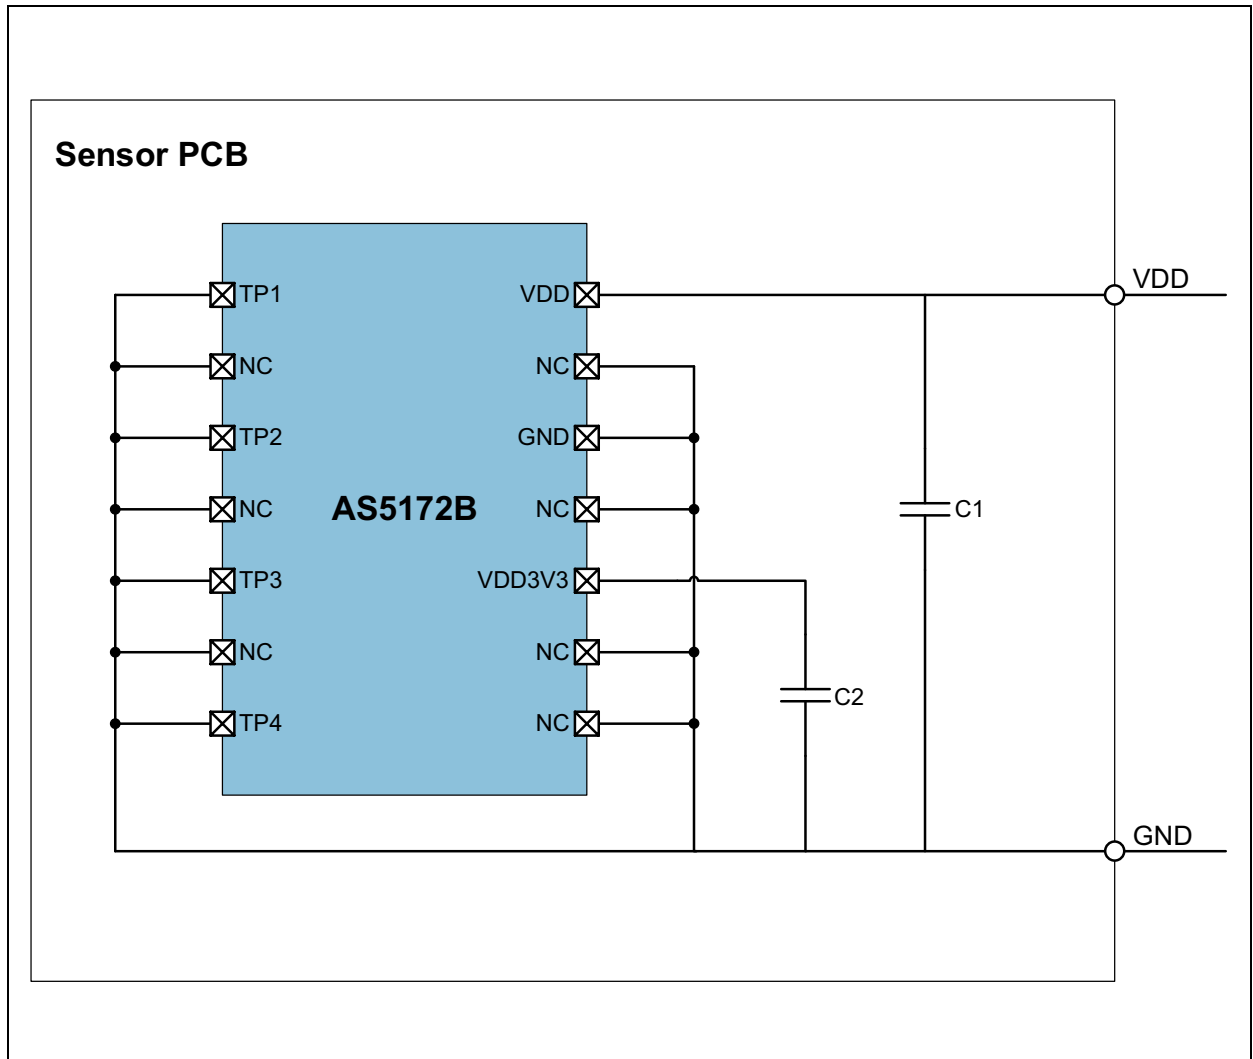 Sensor PCB
VDD
TP1 VDD
NC NC
TP2 GND
NC AS5172B NC C1
TP3 VDD3V3
NC NC
C2
TP4 NC
GND